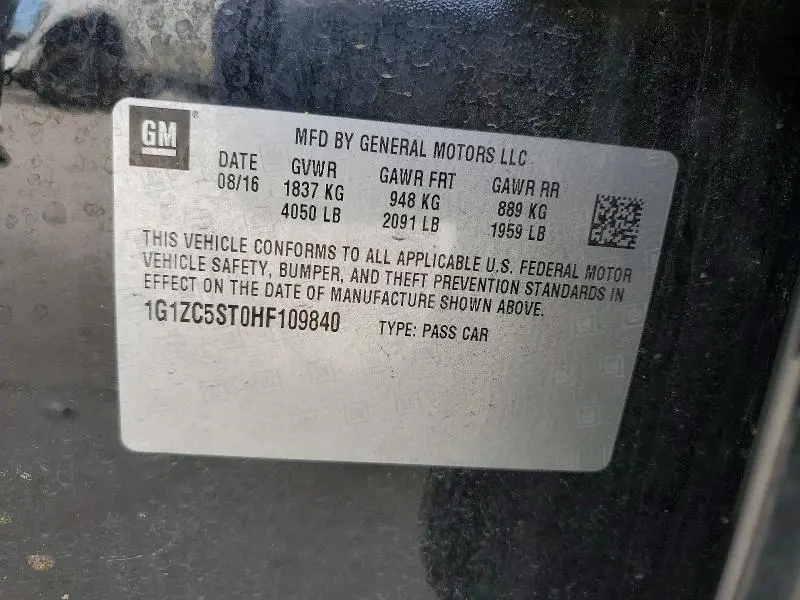 GM ®
MFD BY GENERAL MOTORS LLC
DATE GVWR GAWR FRT GAWR RR
08/16 1837 KG 948 KG 889 KG
4050 LB 2091 LB 1959 LB
THIS VEHICLE CONFORMS TO ALL APPLICABLE U.S. FEDERAL MOTOR
VEHICLE SAFETY, BUMPER, AND THEFT PREVENTION STANDARDS IN
EFFECT ON THE DATE OF MANUFACTURE SHOWN ABOVE.
1G1ZC5ST0HF109840 TYPE: PASS CAR